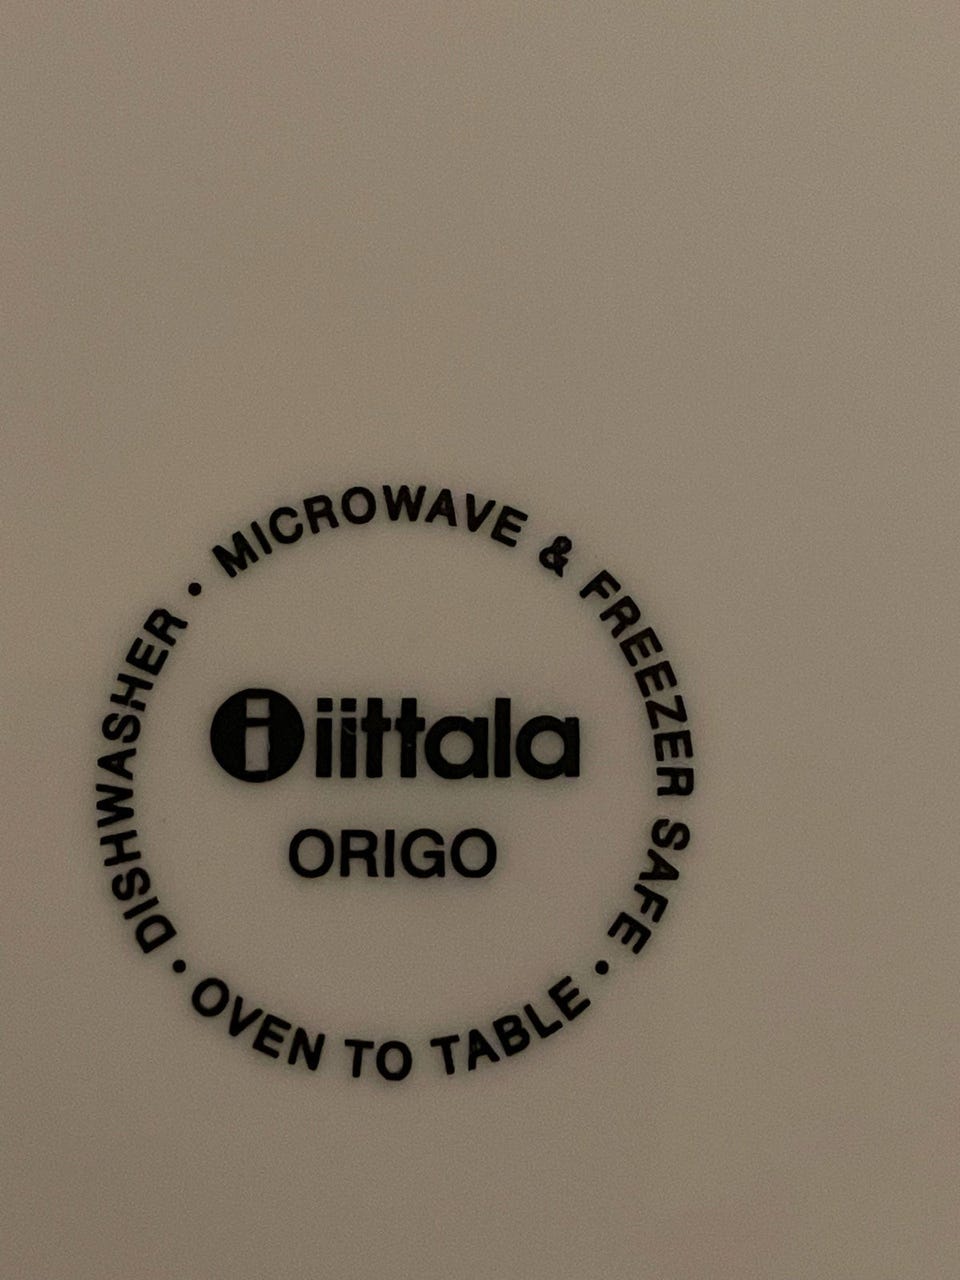 DISHWASHER • MICROWAVE & FREEZER SAFE •
i iittala
ORIGO
• OVEN TO TABLE